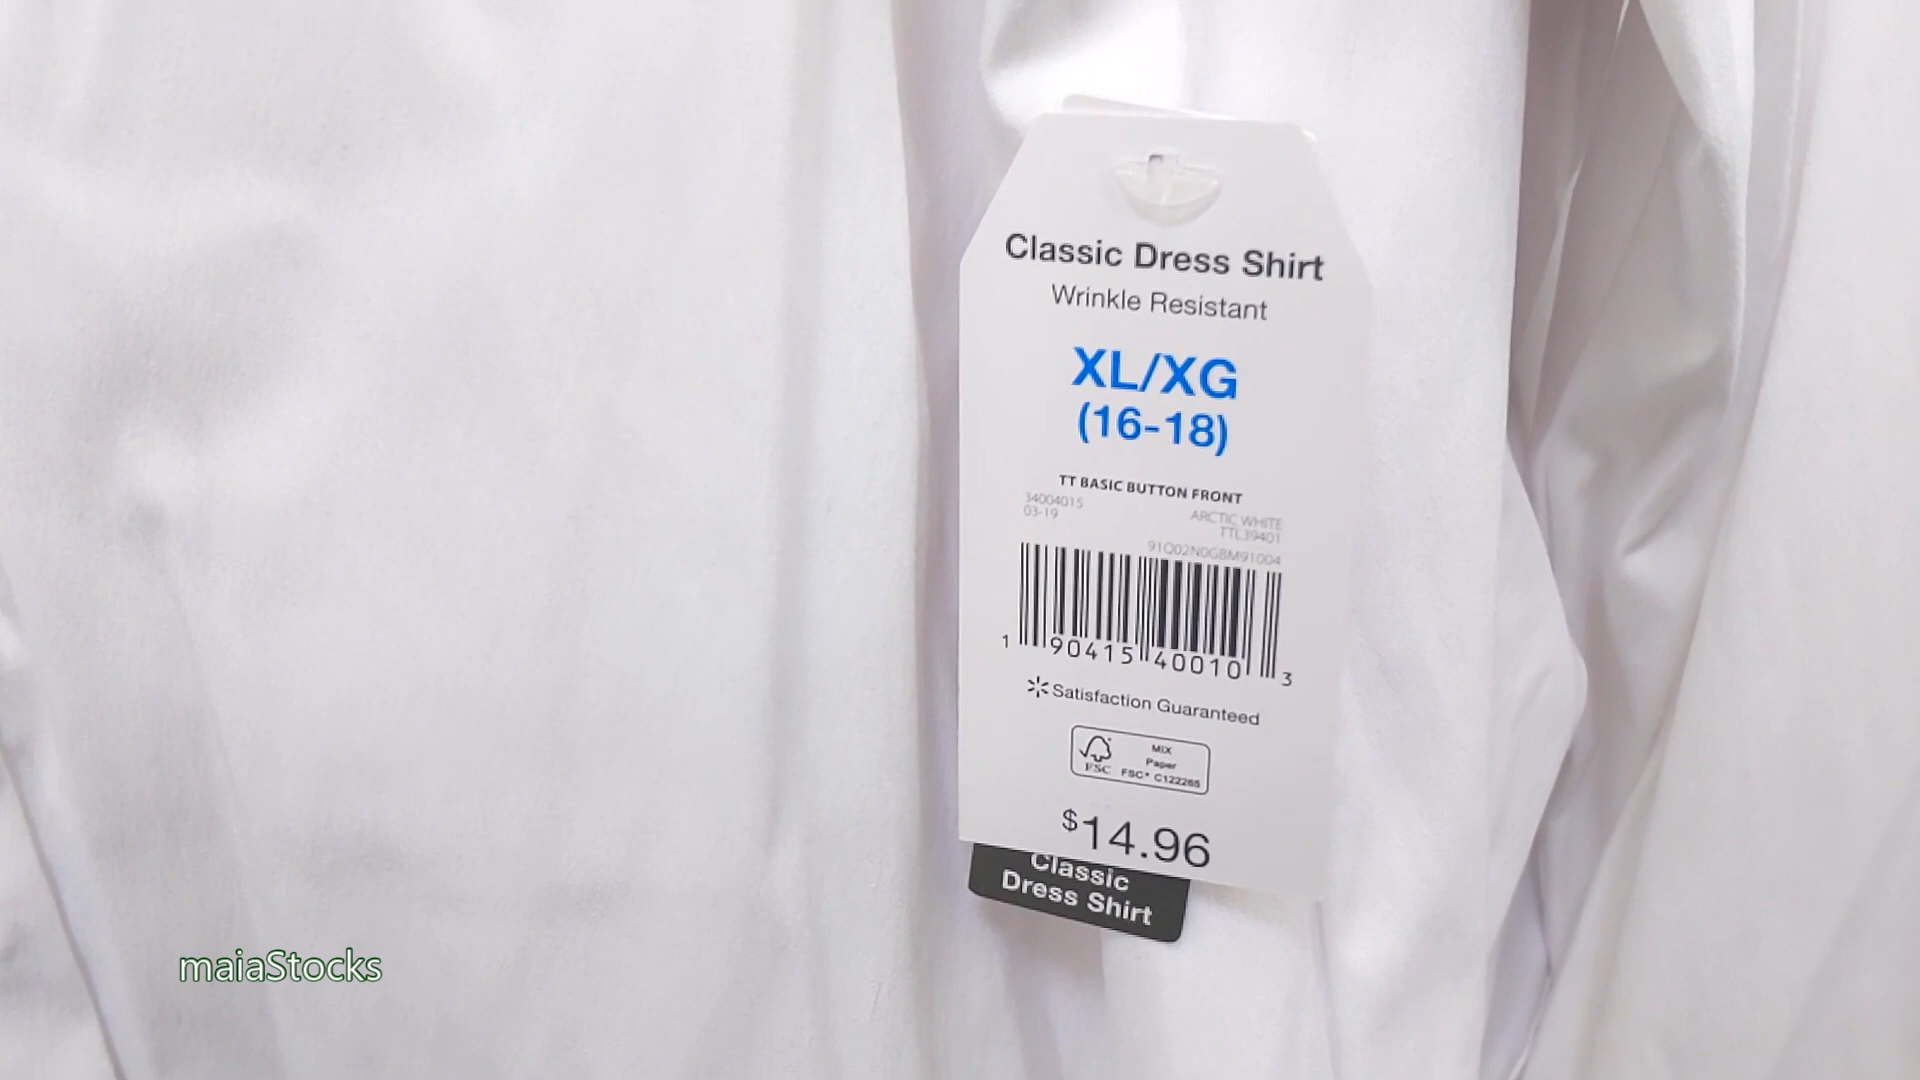 Classic Dress Shirt
Wrinkle Resistant
XL/XG
(16-18)
TT BASIC BUTTON FRONT
34004015
03-19
ARCTIC WHITE
TTL39401
91Q02N0GBM91004
1 90415 40010 3
Satisfaction Guaranteed
FSC
MIX
Paper
FSC® C122265
$14.96
Classic
Dress Shirt
maiaStocks